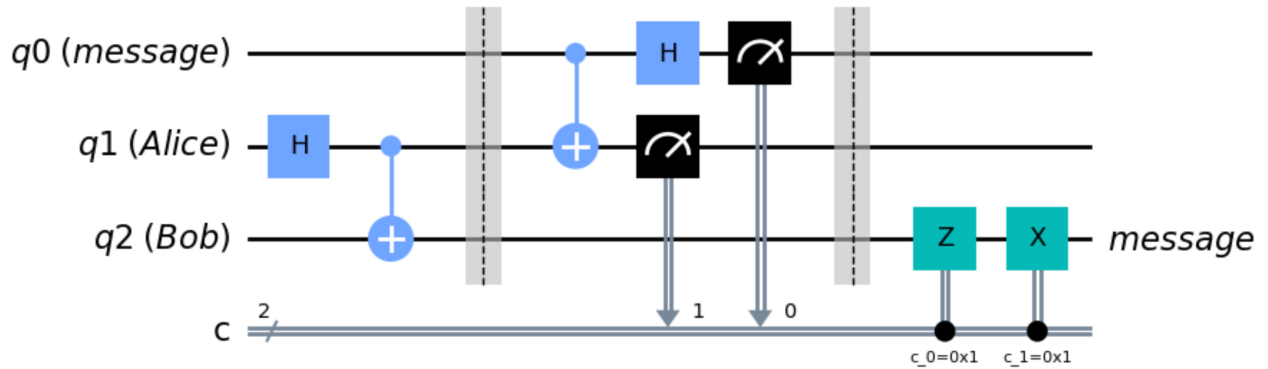 q0 (message) H
q1 (Alice) H
q2 (Bob) Z X message
c 2 1 0
c_0=0x1 c_1=0x1